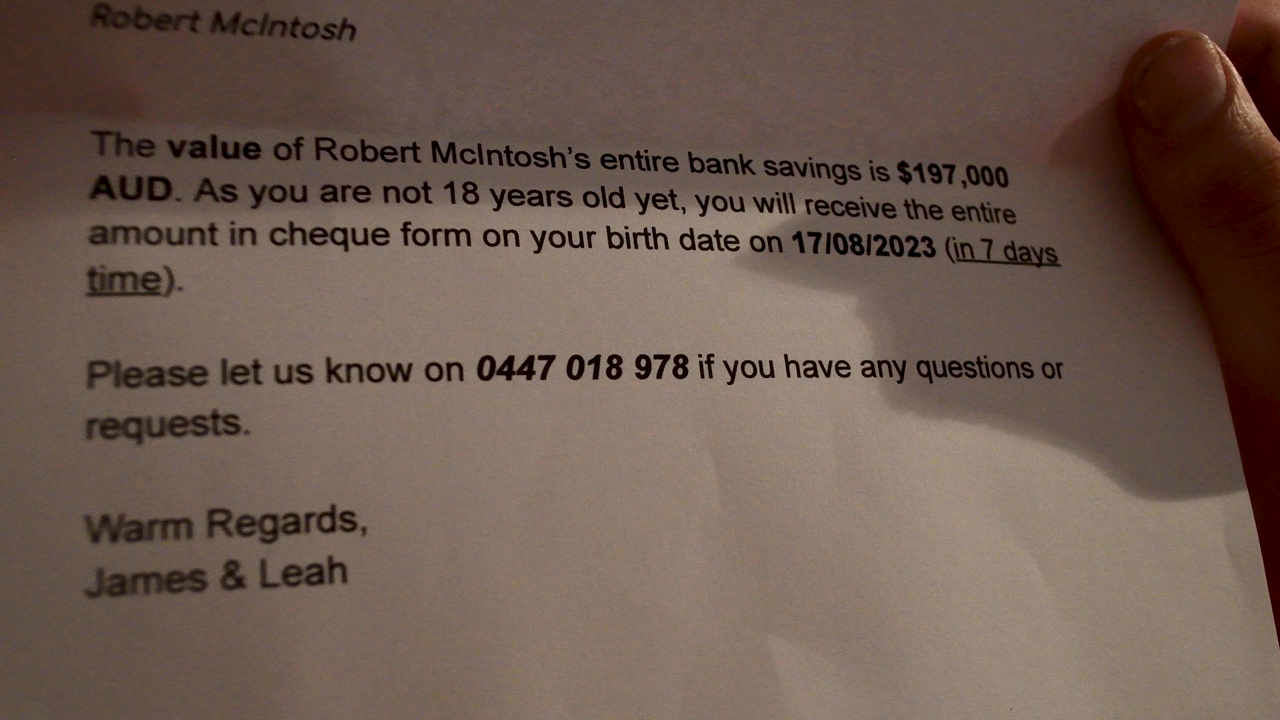 Robert McIntosh
The value of Robert McIntosh's entire bank savings is $197,000
AUD. As you are not 18 years old yet, you will receive the entire
amount in cheque form on your birth date on 17/08/2023 (in 7 days
time).
Please let us know on 0447 018 978 if you have any questions or
requests.
Warm Regards,
James & Leah